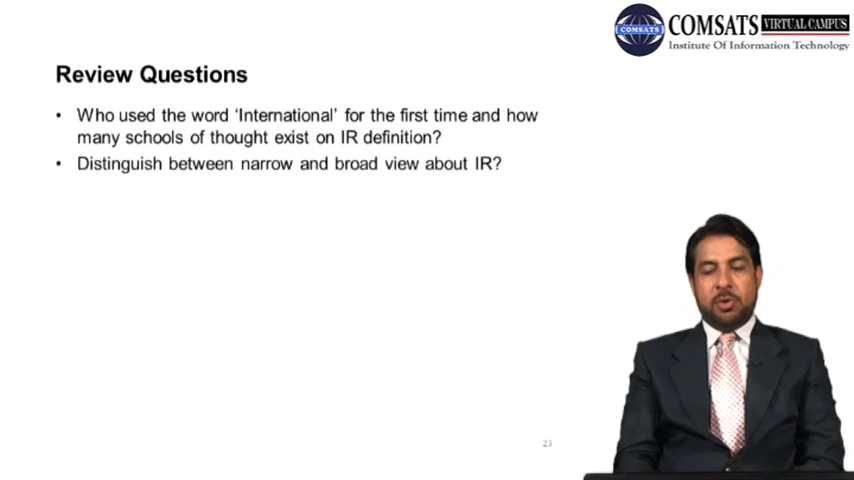 COMSATS VIRTUAL CAMPUS
COMSATS
Institute Of Information Technology
Review Questions
• Who used the word ‘International’ for the first time and how
many schools of thought exist on IR definition?
• Distinguish between narrow and broad view about IR?
23